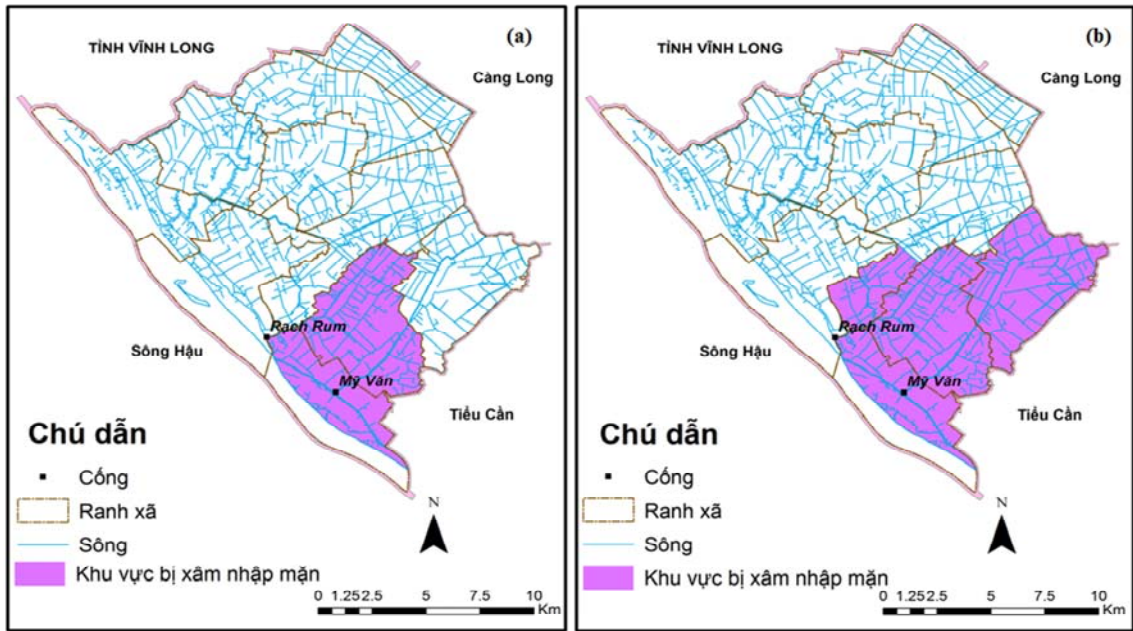 (a)
TỈNH VĨNH LONG
Càng Long
Rạch Rum
Sông Hậu
Mỹ Văn
Tiểu Cần
Chú dẫn
Cống
Ranh xã
Sông
Khu vực bị xâm nhập mặn
N
0 1.25 2.5 5 7.5 10
Km
(b)
TỈNH VĨNH LONG
Càng Long
Rạch Rum
Sông Hậu
Mỹ Văn
Tiểu Cần
Chú dẫn
Cống
Ranh xã
Sông
Khu vực bị xâm nhập mặn
N
0 1.25 2.5 5 7.5 10
Km